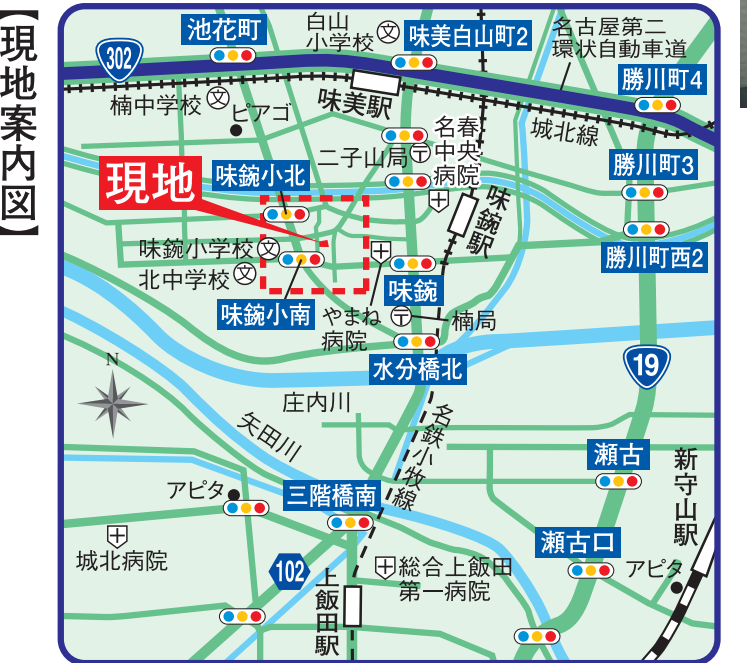 【現地案内図】
池花町
白山
小学校
文
味美白山町2
名古屋第二
環状自動車道
302
勝川町4
楠中学校
文
ピアゴ
味美駅
城北線
二子山局
〒
名春
中央
病院
味鋺小北
現地
勝川町3
味鋺駅
味鋺小学校
文
北中学校
文
勝川町西2
味鋺
味鋺小南
やまね
病院
〒
楠局
水分橋北
19
N
庄内川
矢田川
名鉄小牧線
瀬古
新守山駅
アピタ
三階橋南
城北病院
瀬古口
102
上飯田駅
総合上飯田
第一病院
アピタ